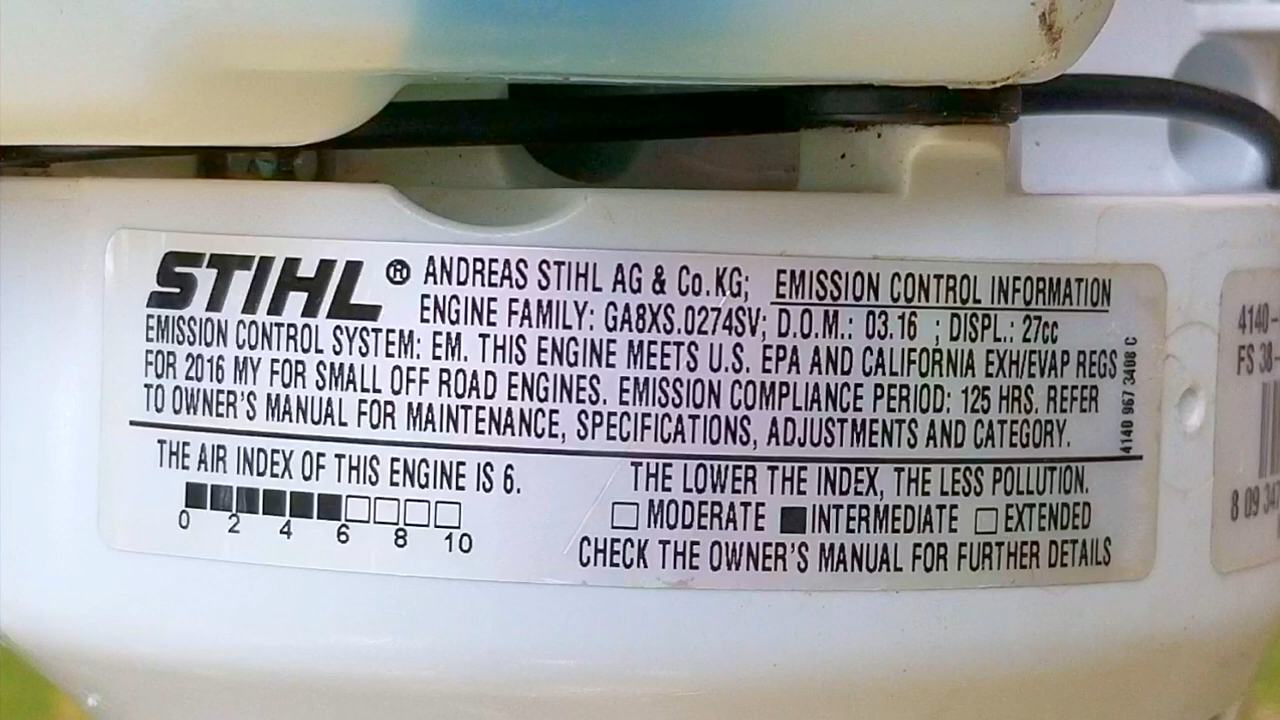 STIHL ® ANDREAS STIHL AG & Co.KG; EMISSION CONTROL INFORMATION
ENGINE FAMILY: GA8XS.0274SV; D.O.M.: 03.16 ; DISPL.: 27cc
EMISSION CONTROL SYSTEM: EM. THIS ENGINE MEETS U.S. EPA AND CALIFORNIA EXH/EVAP REGS
FOR 2016 MY FOR SMALL OFF ROAD ENGINES. EMISSION COMPLIANCE PERIOD: 125 HRS. REFER
TO OWNER'S MANUAL FOR MAINTENANCE, SPECIFICATIONS, ADJUSTMENTS AND CATEGORY.
4140 967 3408 C
THE AIR INDEX OF THIS ENGINE IS 6.
0 2 4 6 8 10
THE LOWER THE INDEX, THE LESS POLLUTION.
MODERATE INTERMEDIATE EXTENDED
CHECK THE OWNER'S MANUAL FOR FURTHER DETAILS
4140-
FS 38-
8 09